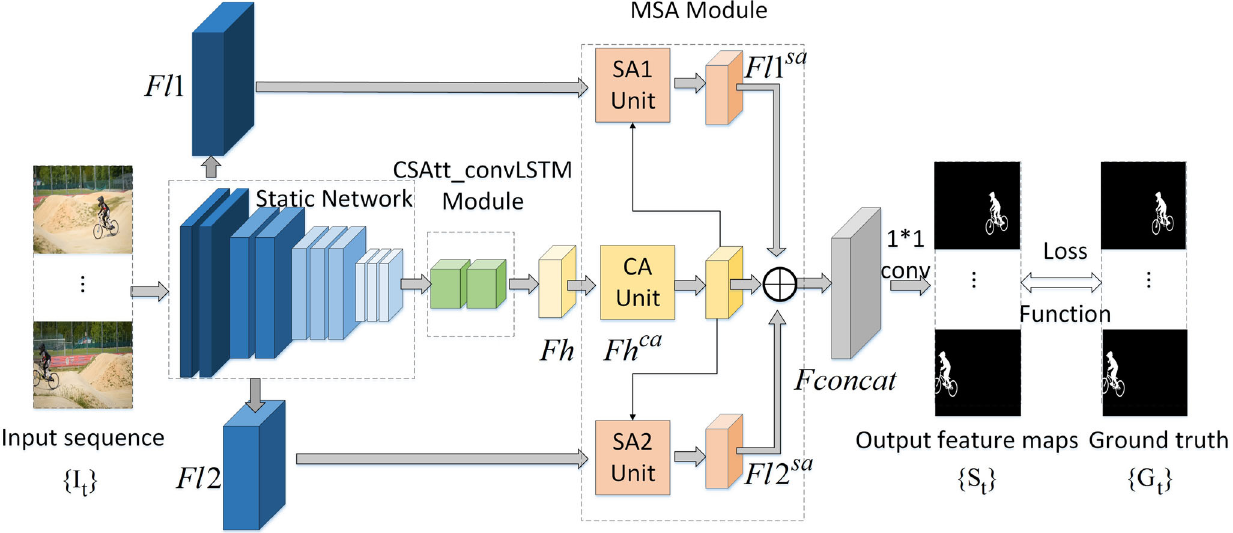 MSA Module
Fl1
SA1
Unit
Fl1^sa
CSAtt_convLSTM
Module
Static Network
1*1
conv
CA
Unit
Loss
Function
...
...
...
Fh
Fh^ca
Fconcat
Input sequence
{I_t}
Fl2
SA2
Unit
Fl2^sa
Output feature maps
{S_t}
Ground truth
{G_t}